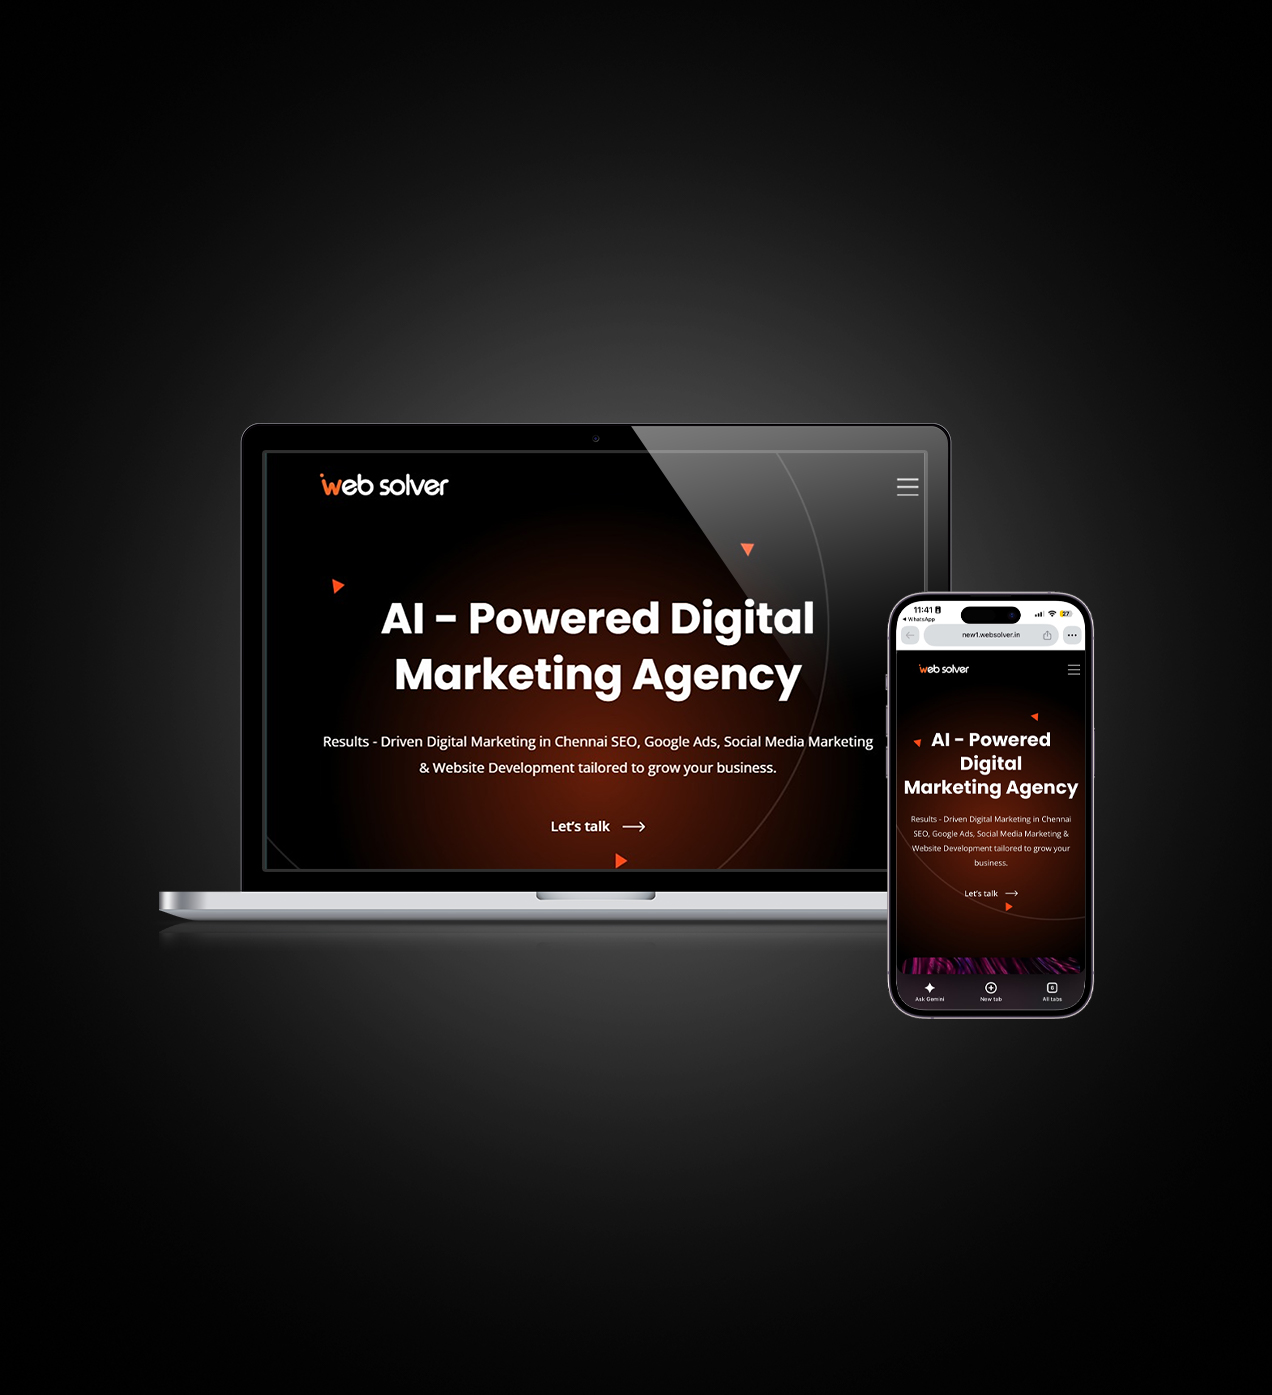 web solver
AI - Powered Digital
Marketing Agency
Results - Driven Digital Marketing in Chennai SEO, Google Ads, Social Media Marketing
& Website Development tailored to grow your business.
Let's talk
11:41
27
WhatsApp
new1.websolver.in
web solver
AI - Powered
Digital
Marketing Agency
Results - Driven Digital Marketing in Chennai
SEO, Google Ads, Social Media Marketing &
Website Development tailored to grow your
business.
Let's talk
Ask Gemini
New tab
All tabs